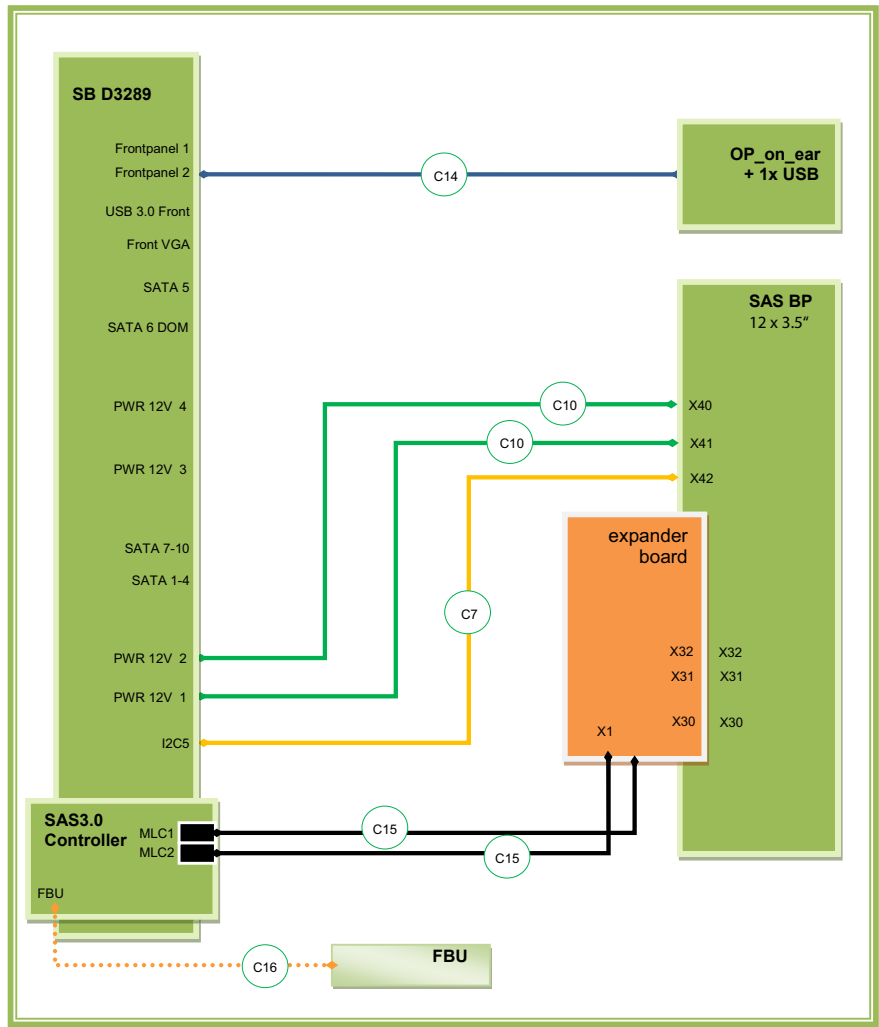 SB D3289
Frontpanel 1
Frontpanel 2
USB 3.0 Front
Front VGA
SATA 5
SATA 6 DOM
PWR 12V 4
PWR 12V 3
SATA 7-10
SATA 1-4
PWR 12V 2
PWR 12V 1
I2C5
SAS3.0
Controller
MLC1
MLC2
FBU
C14
C10
C10
C7
C15
C15
C16
FBU
OP_on_ear
+ 1x USB
SAS BP
12 x 3.5“
X40
X41
X42
expander
board
X32
X31
X30
X1
X32
X31
X30